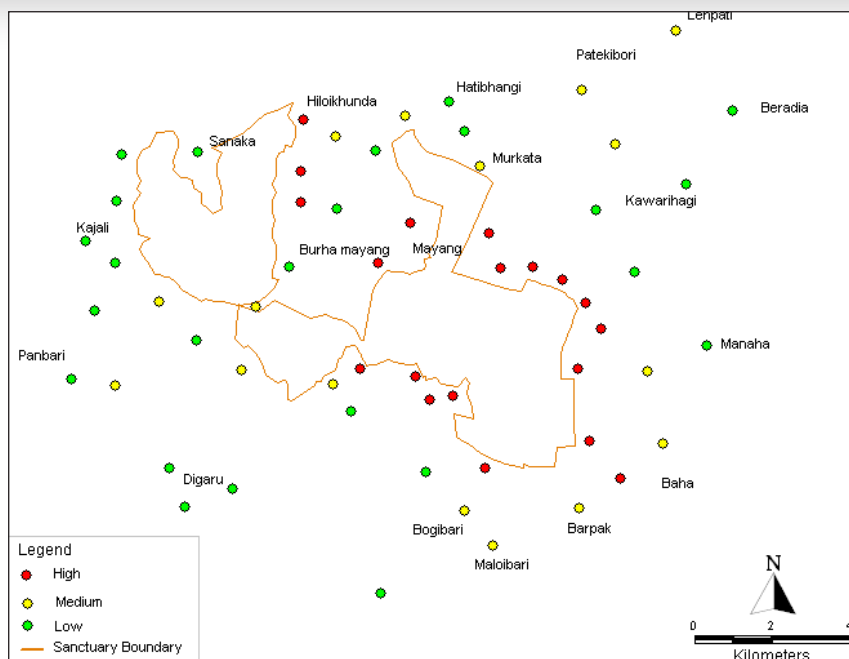 Lenpati
Patekibori
Hatibhangi
Hiloikhunda
Beradia
Sanaka
Murkata
Kawarihagi
Kajali
Burha mayang
Mayang
Manaha
Panbari
Digaru
Baha
Bogibari
Barpak
Maloibari
Legend
High
Medium
Low
Sanctuary Boundary
N
0 2 4
Kilometers